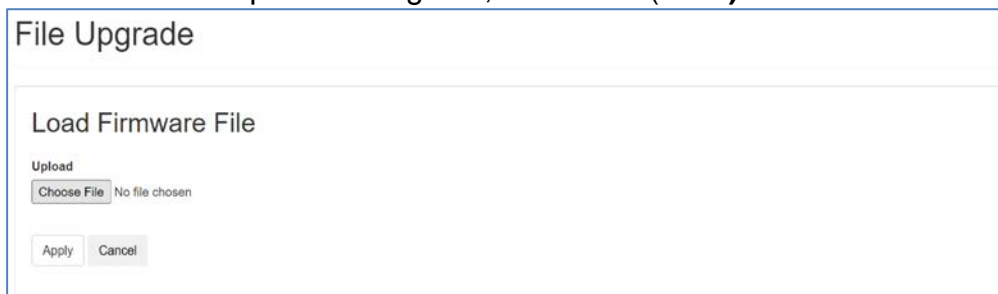 File Upgrade
Load Firmware File
Upload
Choose File No file chosen
Apply Cancel